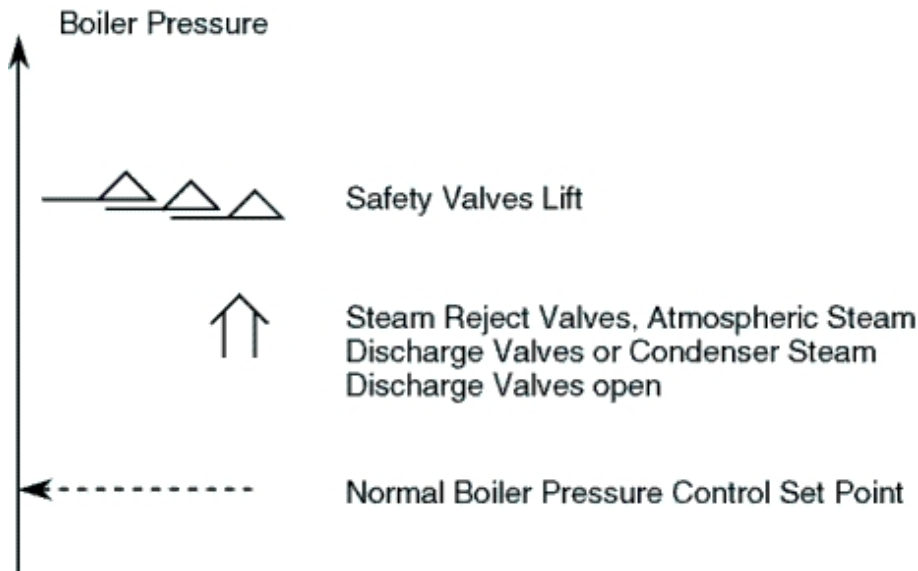 Boiler Pressure
Safety Valves Lift
Steam Reject Valves, Atmospheric Steam
Discharge Valves or Condenser Steam
Discharge Valves open
Normal Boiler Pressure Control Set Point